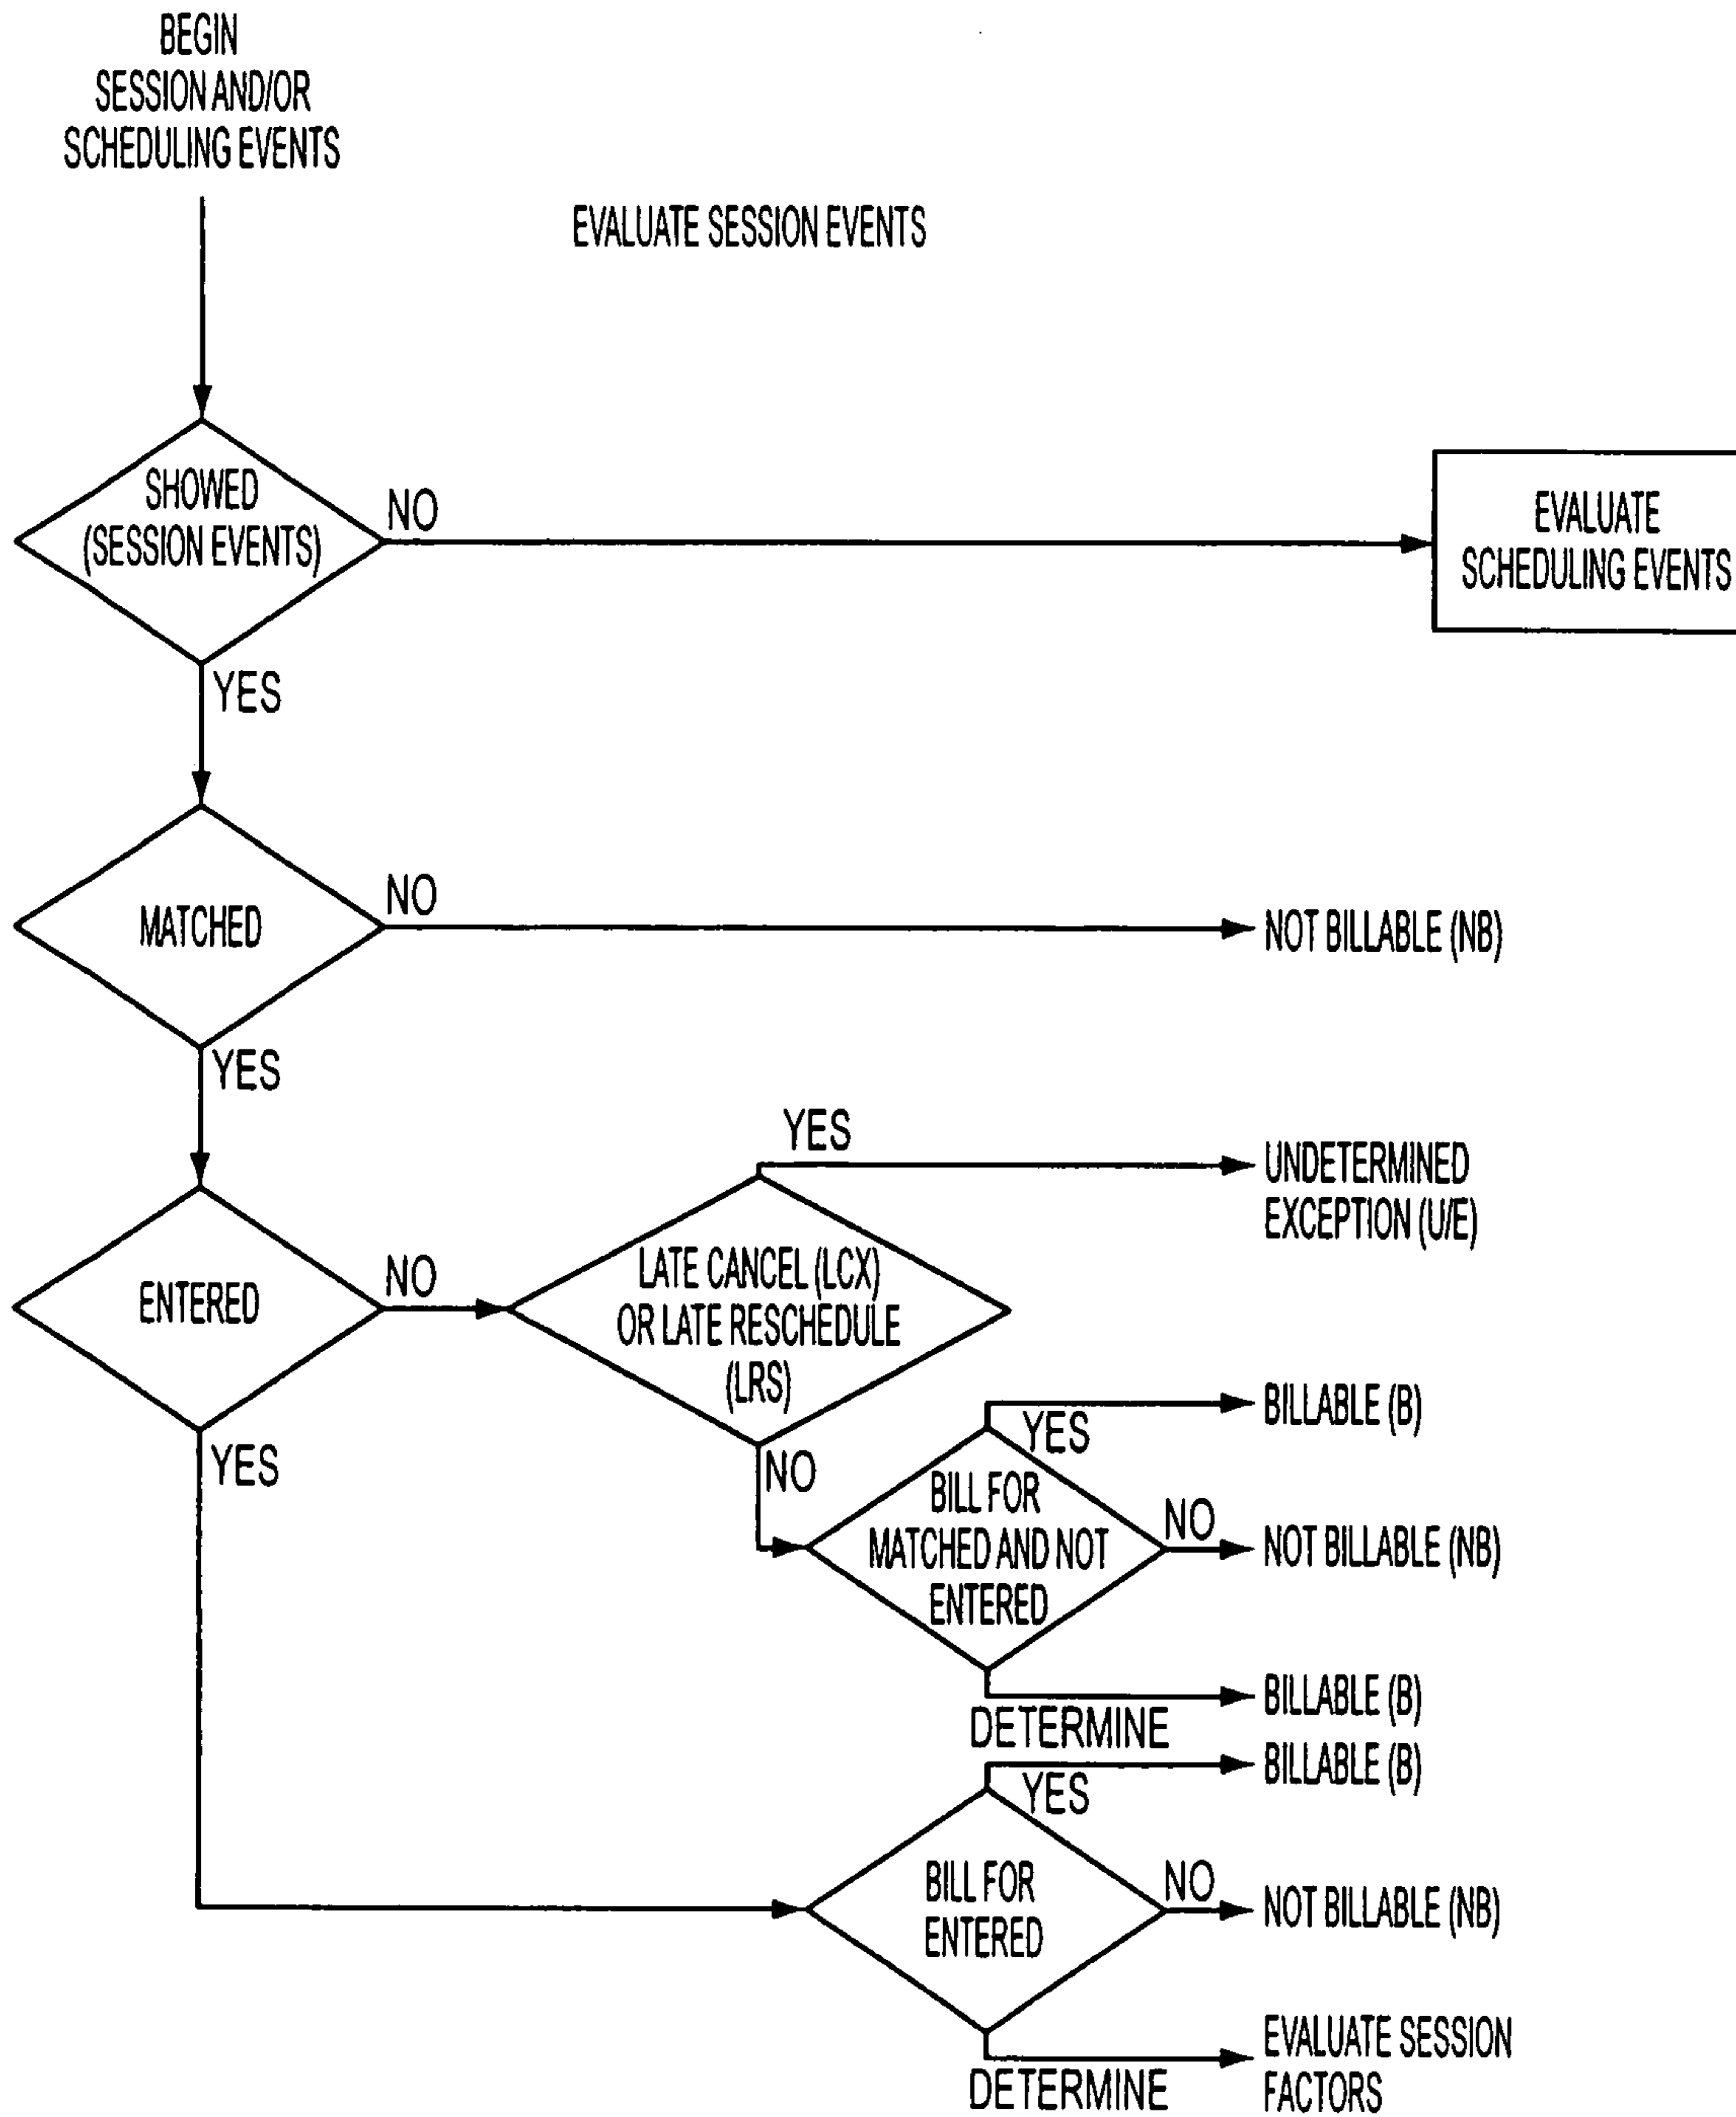 BEGIN
SESSION AND/OR
SCHEDULING EVENTS
EVALUATE SESSION EVENTS
SHOWED
(SESSION EVENTS)
NO
EVALUATE
SCHEDULING EVENTS
YES
MATCHED
NO
NOT BILLABLE (NB)
YES
YES
UNDETERMINED
EXCEPTION (U/E)
ENTERED
NO
LATE CANCEL (LCX)
OR LATE RESCHEDULE
(LRS)
YES
NO
YES
BILLABLE (B)
BILL FOR
MATCHED AND NOT
ENTERED
NO
NOT BILLABLE (NB)
DETERMINE
BILLABLE (B)
YES
BILLABLE (B)
BILL FOR
ENTERED
NO
NOT BILLABLE (NB)
DETERMINE
EVALUATE SESSION
FACTORS